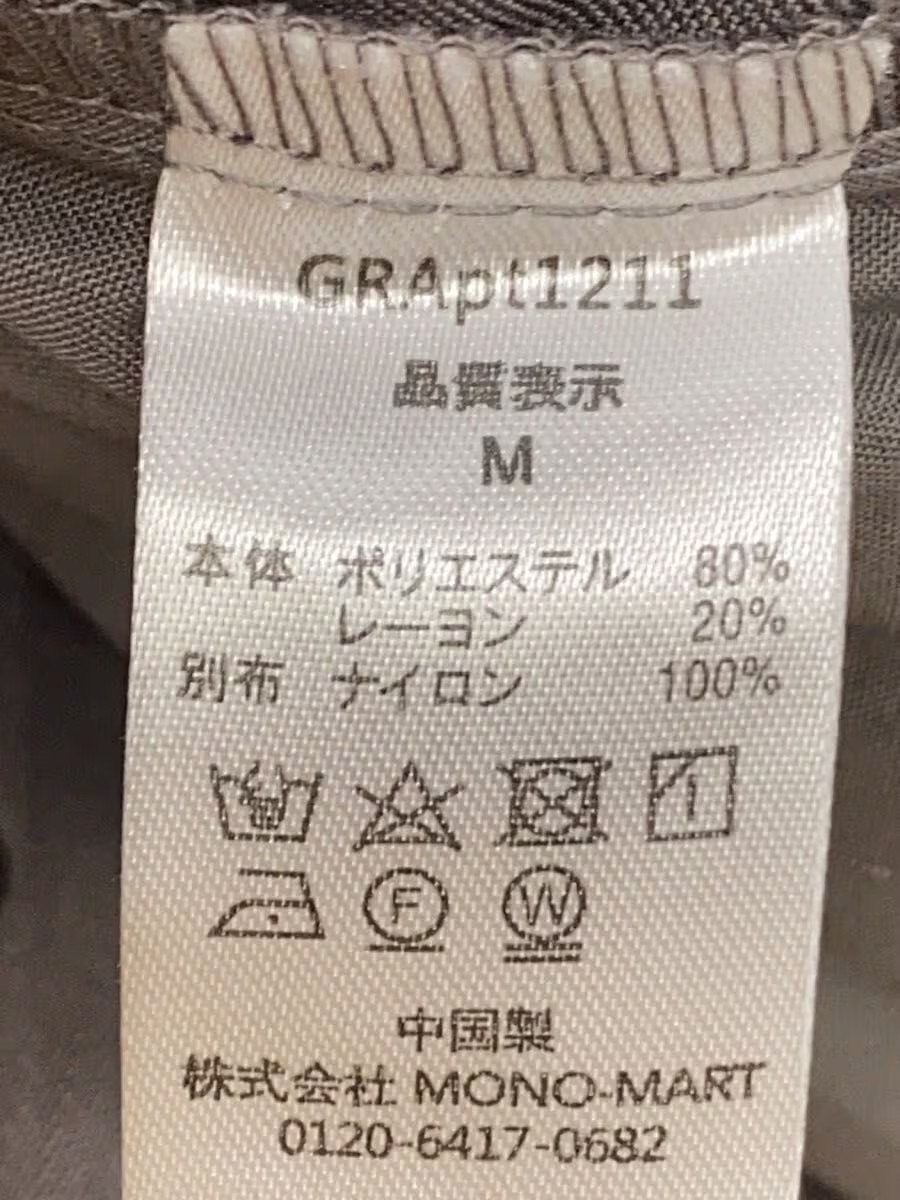 GRApt1211
品質表示
M
本体 ポリエステル 80%
レーヨン 20%
別布 ナイロン 100%
F W
中国製
株式会社 MONO-MART
0120-6417-0682